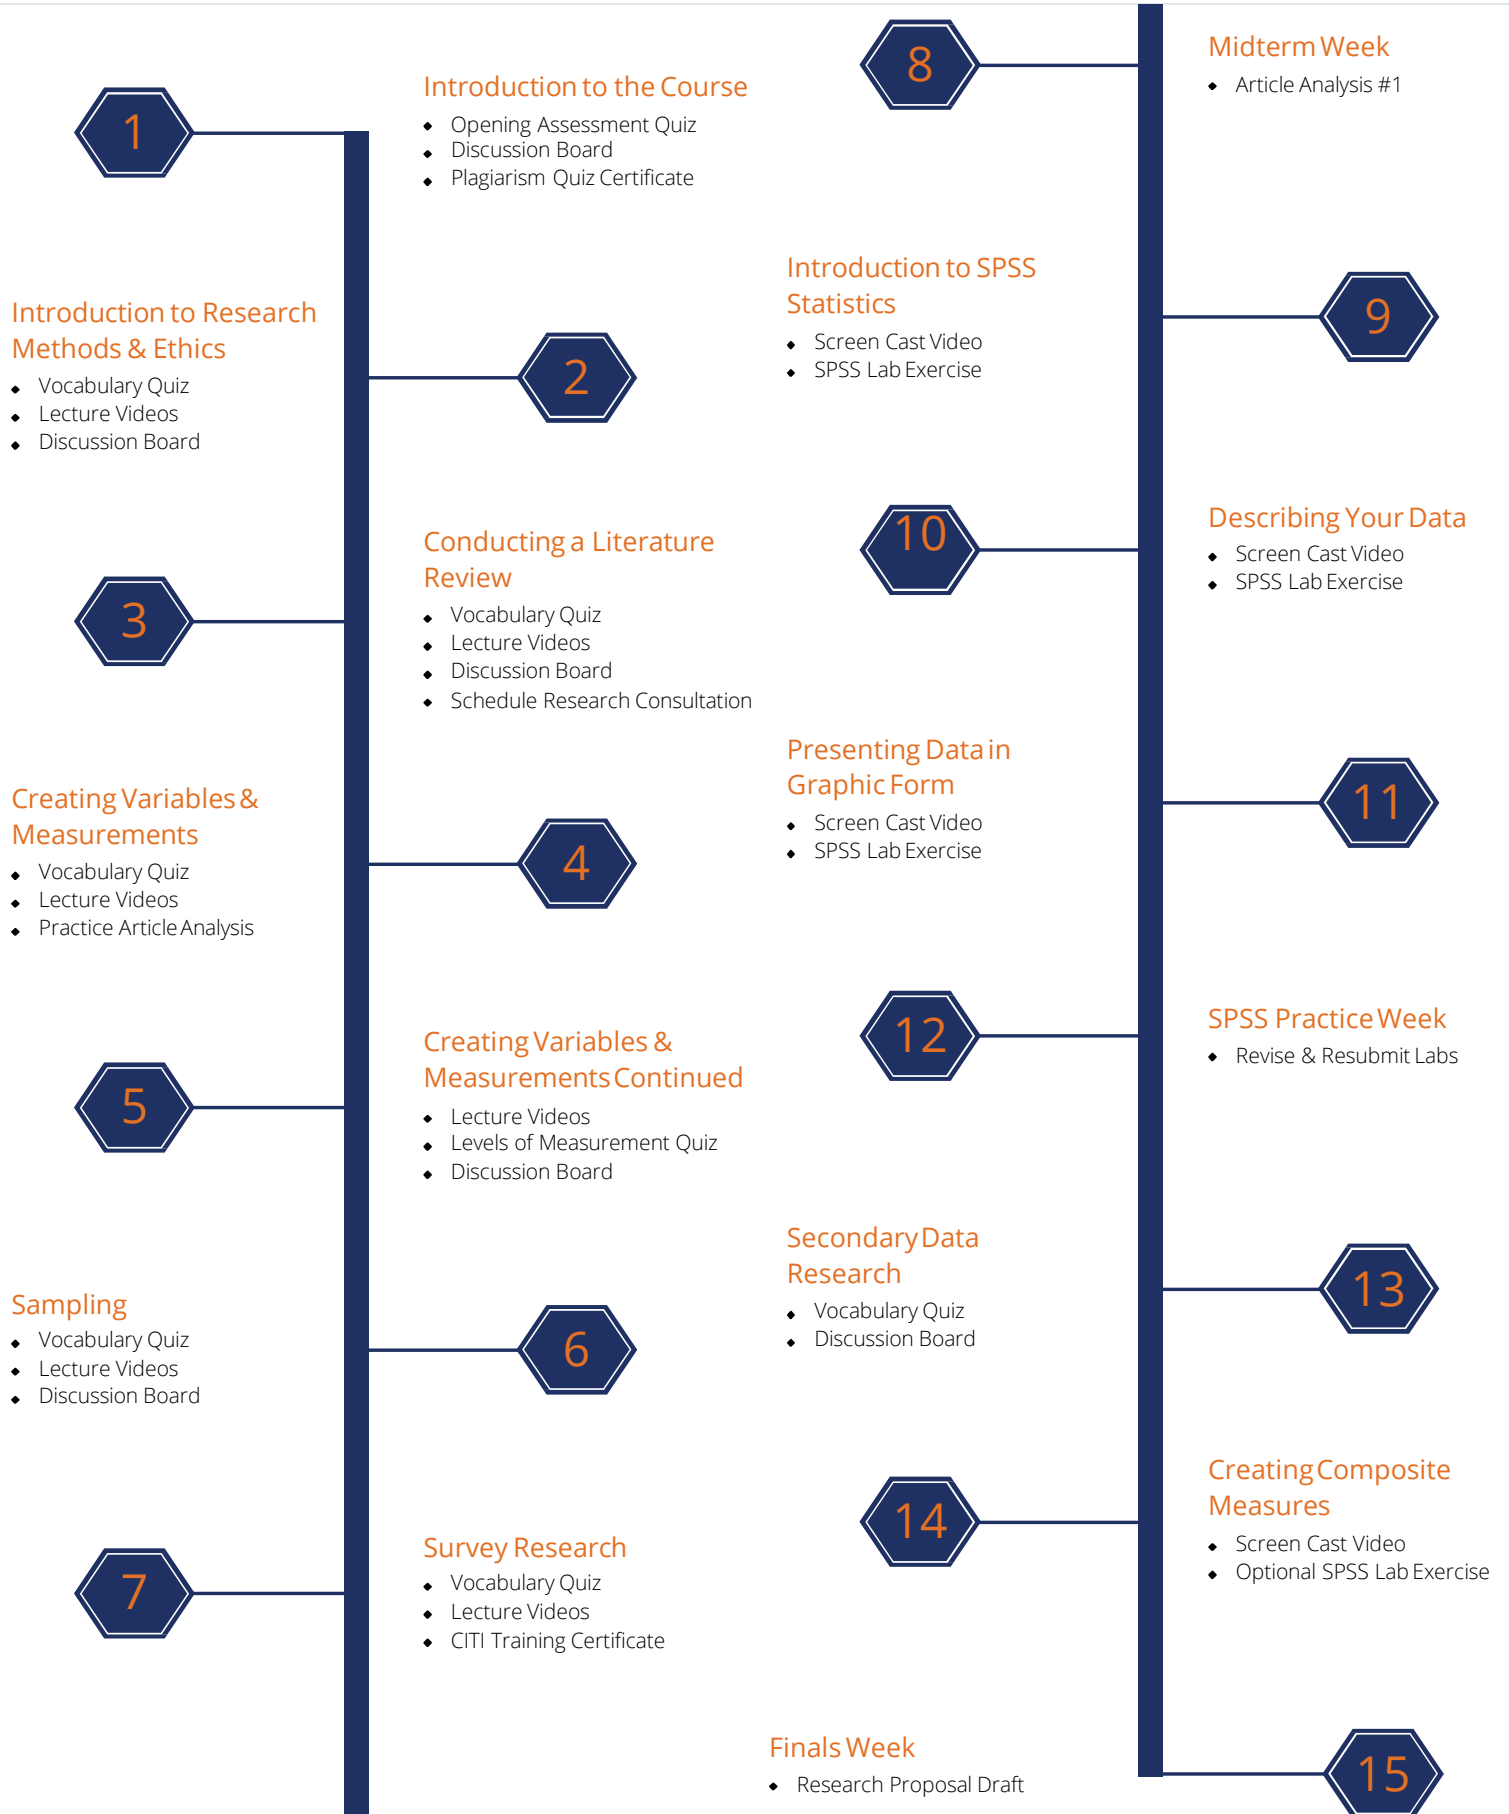 1
Introduction to the Course
Opening Assessment Quiz
Discussion Board
Plagiarism Quiz Certificate
Introduction to Research
Methods & Ethics
Vocabulary Quiz
Lecture Videos
Discussion Board
2
3
Conducting a Literature
Review
Vocabulary Quiz
Lecture Videos
Discussion Board
Schedule Research Consultation
Creating Variables &
Measurements
Vocabulary Quiz
Lecture Videos
Practice Article Analysis
4
5
Creating Variables &
Measurements Continued
Lecture Videos
Levels of Measurement Quiz
Discussion Board
Sampling
Vocabulary Quiz
Lecture Videos
Discussion Board
6
7
Survey Research
Vocabulary Quiz
Lecture Videos
CITI Training Certificate
8
Midterm Week
Article Analysis #1
Introduction to SPSS
Statistics
Screen Cast Video
SPSS Lab Exercise
9
10
Describing Your Data
Screen Cast Video
SPSS Lab Exercise
Presenting Data in
Graphic Form
Screen Cast Video
SPSS Lab Exercise
11
12
SPSS Practice Week
Revise & Resubmit Labs
Secondary Data
Research
Vocabulary Quiz
Discussion Board
13
14
Creating Composite
Measures
Screen Cast Video
Optional SPSS Lab Exercise
Finals Week
Research Proposal Draft
15